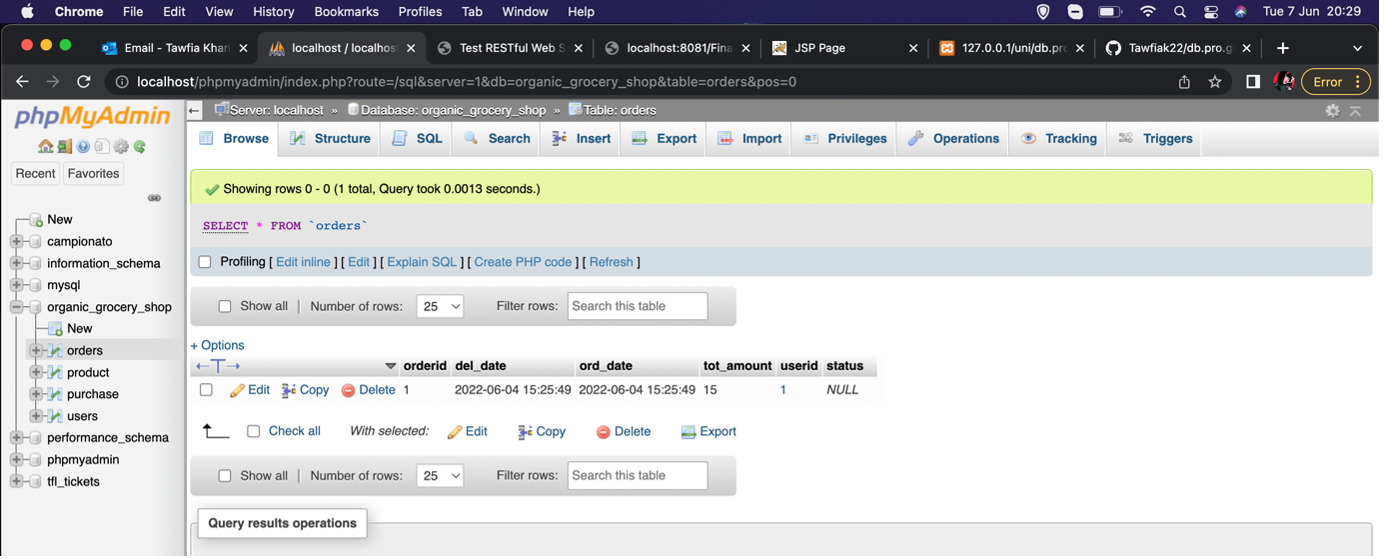 Chrome File Edit View History Bookmarks Profiles Tab Window Help Tue 7 Jun 20:29
Email - Tawfia Khan localhost / localhos Test RESTful Web S localhost:8081/Fina JSP Page 127.0.0.1/uni/db.pro Tawfiak22/db.pro.g
localhost/phpmyadmin/index.php?route=/sql&server=1&db=organic_grocery_shop&table=orders&pos=0 Error
phpMyAdmin
Recent Favorites
New
campionato
information_schema
mysql
organic_grocery_shop
New
orders
product
purchase
users
performance_schema
phpmyadmin
tfl_tickets
Server: localhost » Database: organic_grocery_shop » Table: orders
Browse Structure SQL Search Insert Export Import Privileges Operations Tracking Triggers
Showing rows 0 - 0 (1 total, Query took 0.0013 seconds.)
SELECT * FROM `orders`
Profiling [ Edit inline ] [ Edit ] [ Explain SQL ] [ Create PHP code ] [ Refresh ]
Show all | Number of rows: 25 Filter rows: Search this table
+ Options
←T→ orderid del_date ord_date tot_amount userid status
Edit Copy Delete 1 2022-06-04 15:25:49 2022-06-04 15:25:49 15 1 NULL
Check all With selected: Edit Copy Delete Export
Show all | Number of rows: 25 Filter rows: Search this table
Query results operations